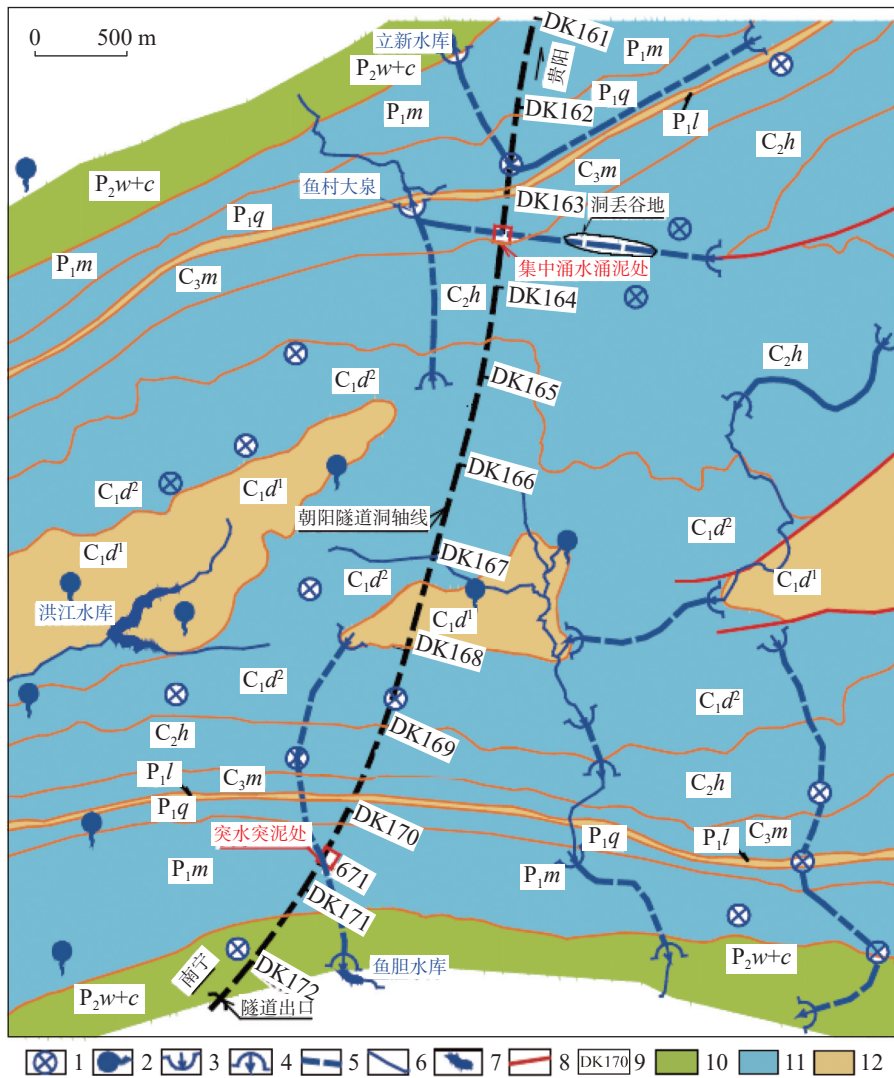 0 500 m
立新水库
DK161
P₁m
P₂w+c
贵阳
DK162
P₁q
P₁m
P₁l
C₂h
P₂w+c
C₃m
鱼村大泉
DK163
洞丢谷地
P₁q
P₁m
集中涌水涌泥处
C₃m
C₂h
DK164
C₂h
DK165
C₁d²
DK166
C₁d²
C₁d¹
朝阳隧道洞轴线
C₁d²
C₁d¹
DK167
C₁d²
C₁d¹
洪江水库
C₁d¹
DK168
C₁d²
C₁d²
C₂h
DK169
P₁l
C₃m
C₂h
P₁q
DK170
C₃m
突水突泥处
P₁q
P₁l
P₁m
671
P₁m
DK171
南宁
鱼胆水库
P₂w+c
DK172
P₂w+c
隧道出口
1 2 3 4 5 6 7 8 DK170 9 10 11 12